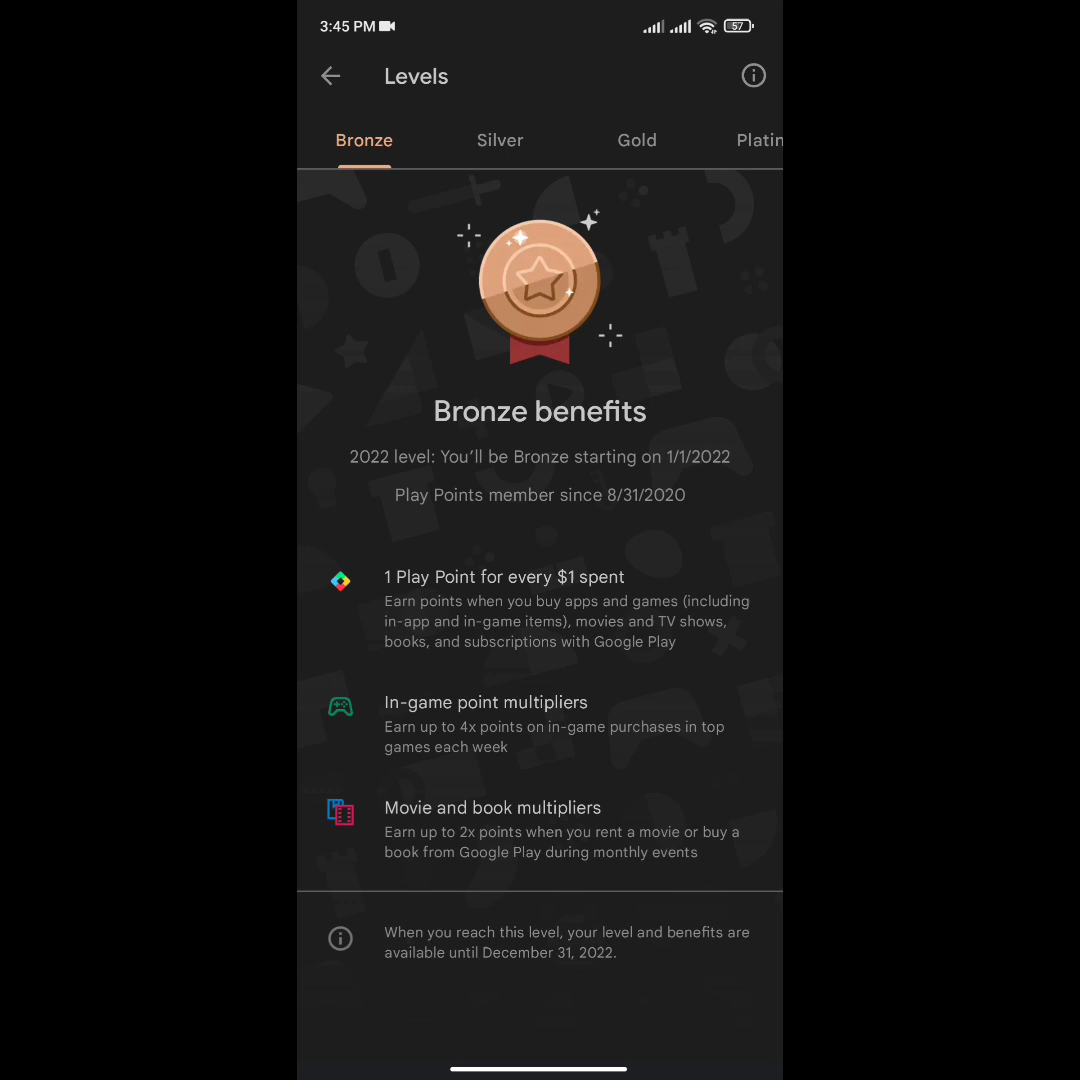 3:45 PM
57
Levels
Bronze Silver Gold Platin
Bronze benefits
2022 level: You’ll be Bronze starting on 1/1/2022
Play Points member since 8/31/2020
1 Play Point for every $1 spent
Earn points when you buy apps and games (including
in-app and in-game items), movies and TV shows,
books, and subscriptions with Google Play
In-game point multipliers
Earn up to 4x points on in-game purchases in top
games each week
Movie and book multipliers
Earn up to 2x points when you rent a movie or buy a
book from Google Play during monthly events
When you reach this level, your level and benefits are
available until December 31, 2022.